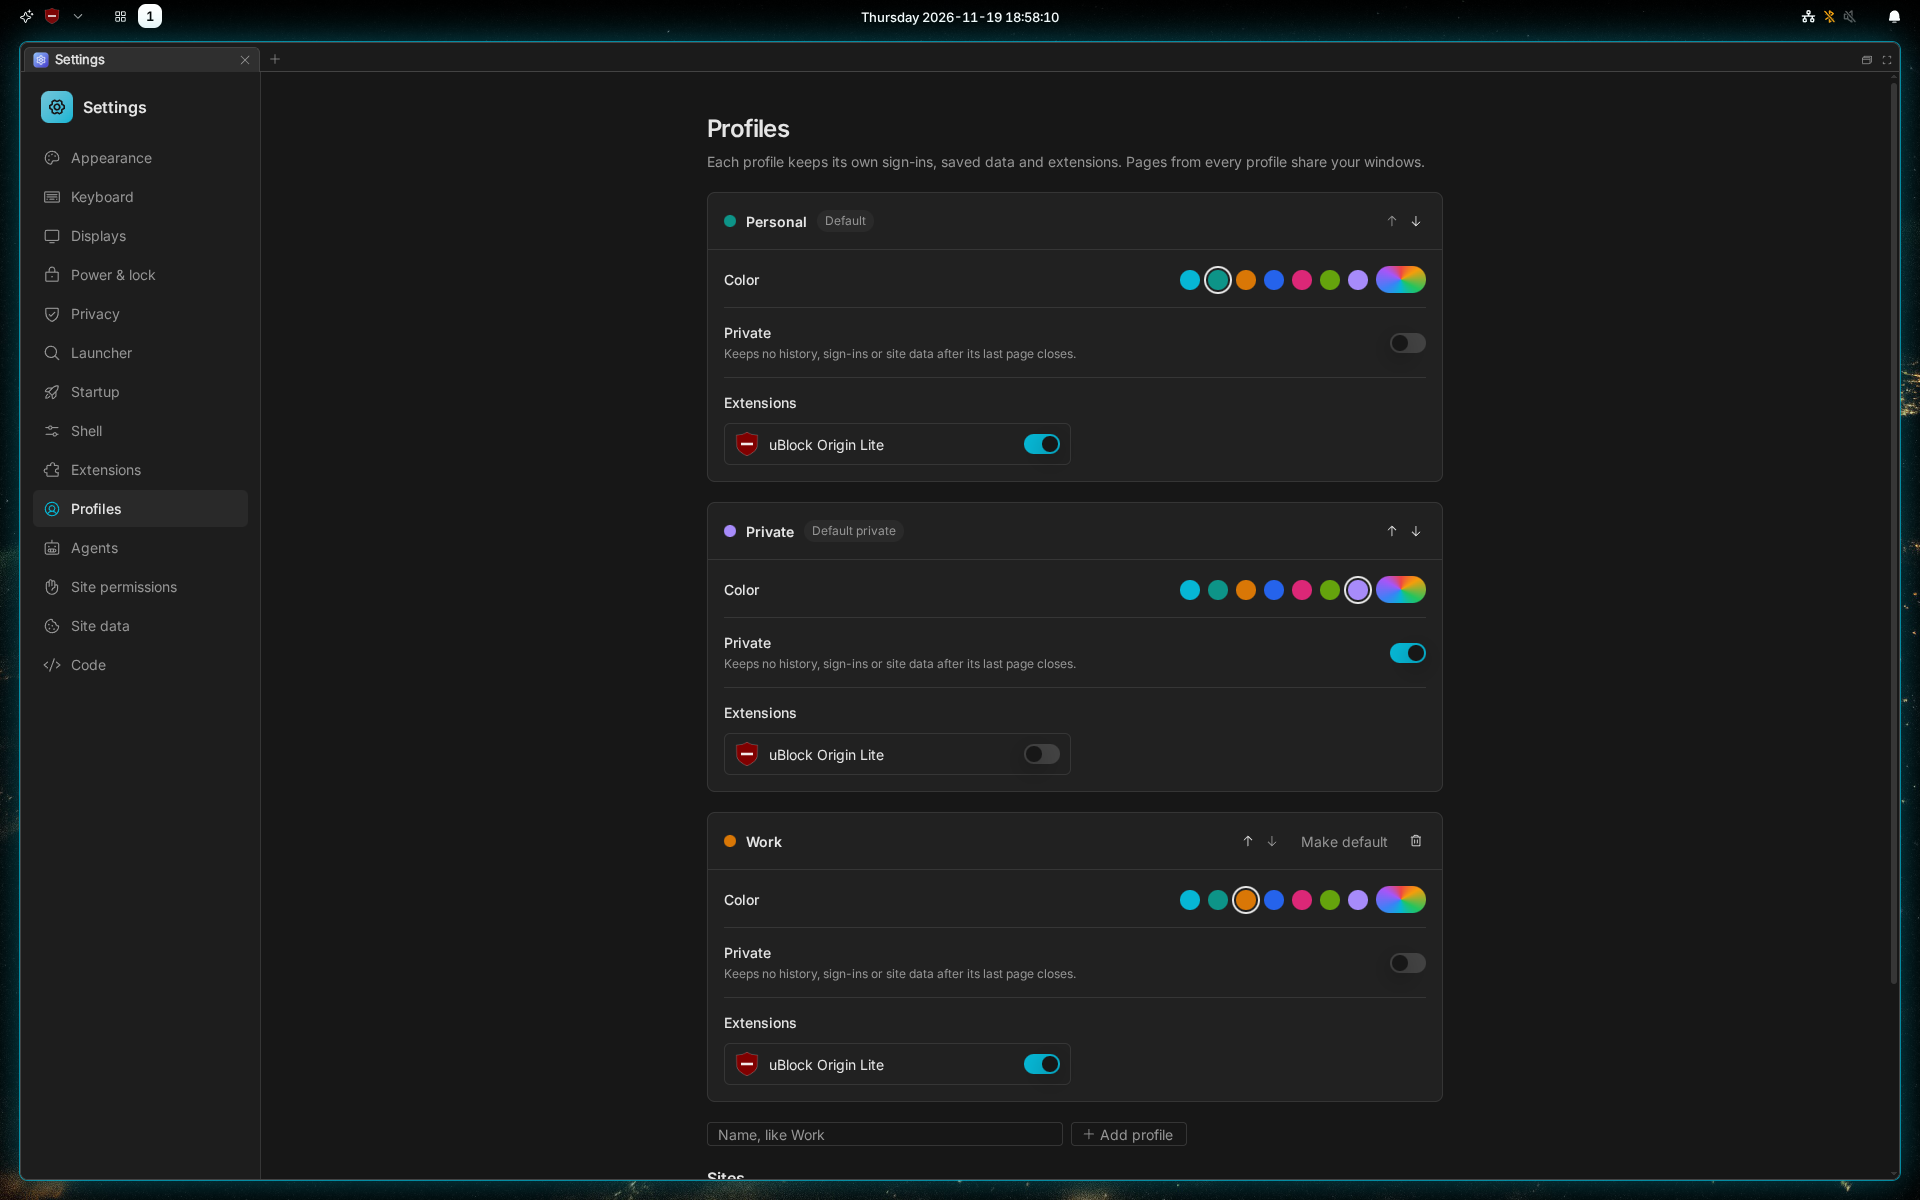 1
Thursday 2026-11-19 18:58:10
Settings
Settings
Appearance
Keyboard
Displays
Power & lock
Privacy
Launcher
Startup
Shell
Extensions
Profiles
Agents
Site permissions
Site data
Code
Profiles
Each profile keeps its own sign-ins, saved data and extensions. Pages from every profile share your windows.
Personal Default
Color
Private
Keeps no history, sign-ins or site data after its last page closes.
Extensions
uBlock Origin Lite
Private Default private
Color
Private
Keeps no history, sign-ins or site data after its last page closes.
Extensions
uBlock Origin Lite
Work Make default
Color
Private
Keeps no history, sign-ins or site data after its last page closes.
Extensions
uBlock Origin Lite
Name, like Work
Add profile
Sites